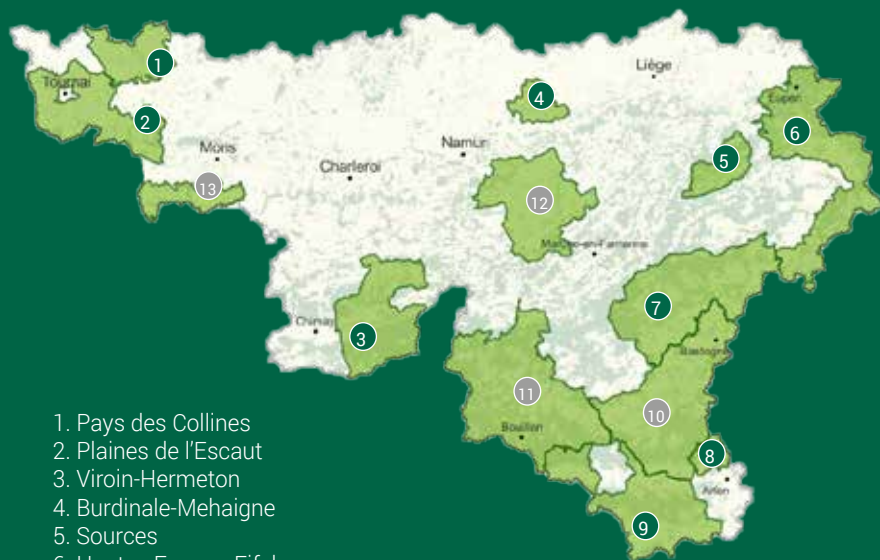 1
Liège
Tournai
4
Eupen
2
6
Mons
Namur
5
Charleroi
13
12
Marche-en-Famenne
7
Chimay
3
Bastogne
11
10
Bouillon
8
Arlon
9
1. Pays des Collines
2. Plaines de l'Escaut
3. Viroin-Hermeton
4. Burdinale-Mehaigne
5. Sources